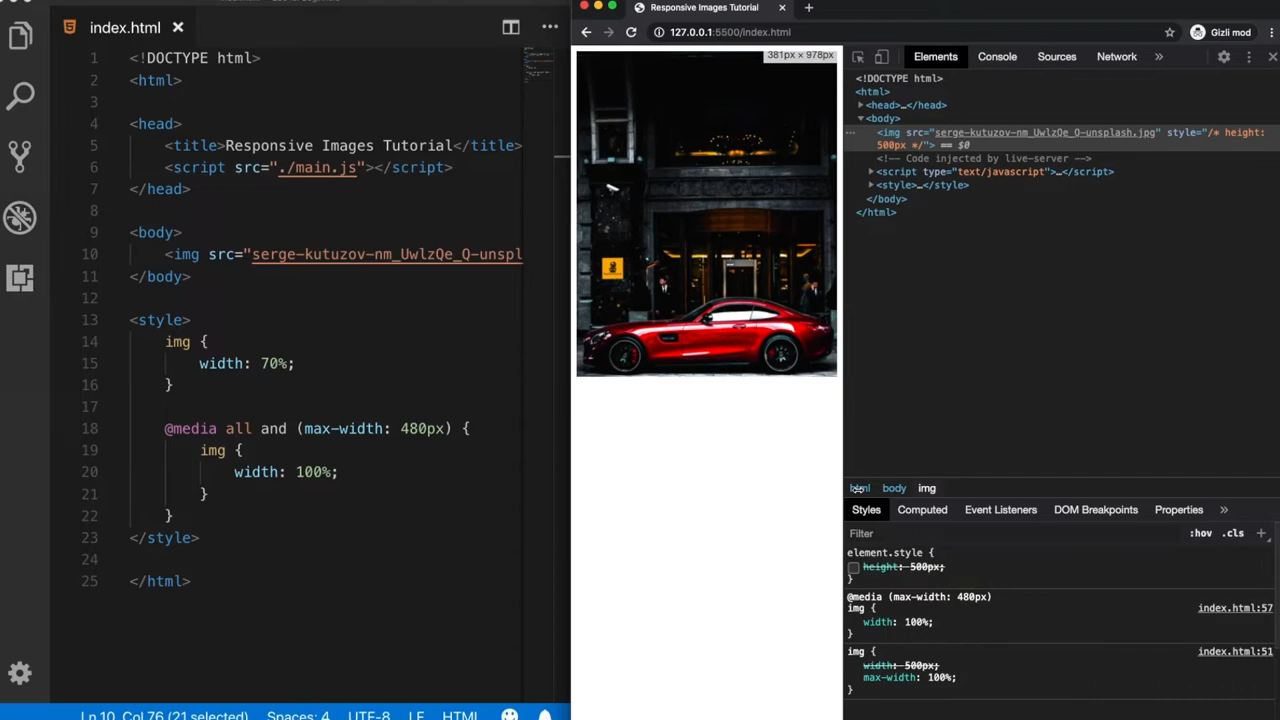 index.html
1 <!DOCTYPE html>
2 <html>
3
4 <head>
5 <title>Responsive Images Tutorial</title>
6 <script src="./main.js"></script>
7 </head>
8
9 <body>
10 <img src="serge-kutuzov-nm_UwlzQe_Q-unspl
11 </body>
12
13 <style>
14 img {
15 width: 70%;
16 }
17
18 @media all and (max-width: 480px) {
19 img {
20 width: 100%;
21 }
22 }
23 </style>
24
25 </html>
Ln 10, Col 76 (21 selected) Spaces: 4 UTF-8 LF HTML
Responsive Images Tutorial
127.0.0.1:5500/index.html
Gizli mod
381px × 978px
Elements Console Sources Network »
<!DOCTYPE html>
<html>
<head>…</head>
<body>
<img src="serge-kutuzov-nm_UwlzQe_Q-unsplash.jpg" style="/* height:
500px */"> == $0
<!-- Code injected by live-server -->
<script type="text/javascript">…</script>
<style>…</style>
</body>
</html>
html body img
Styles Computed Event Listeners DOM Breakpoints Properties »
Filter :hov .cls +
element.style {
height: 500px;
}
@media (max-width: 480px)
img { index.html:57
width: 100%;
}
img { index.html:51
width: 500px;
max-width: 100%;
}